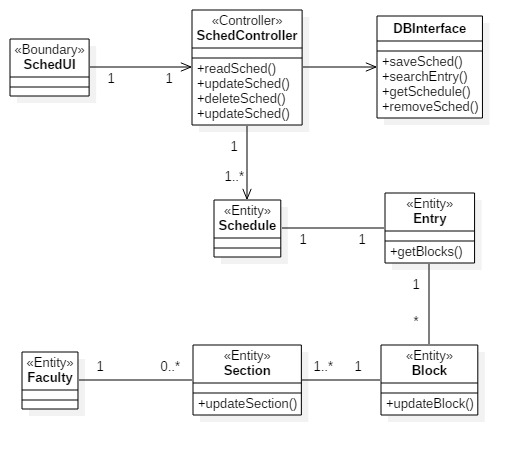 «Boundary»
SchedUI
1
1
«Controller»
SchedController
+readSched()
+updateSched()
+deleteSched()
+updateSched()
DBInterface
+saveSched()
+searchEntry()
+getSchedule()
+removeSched()
1
1..*
«Entity»
Schedule
1
1
«Entity»
Entry
+getBlocks()
1
*
«Entity»
Faculty
1
0..*
«Entity»
Section
+updateSection()
1..*
1
«Entity»
Block
+updateBlock()